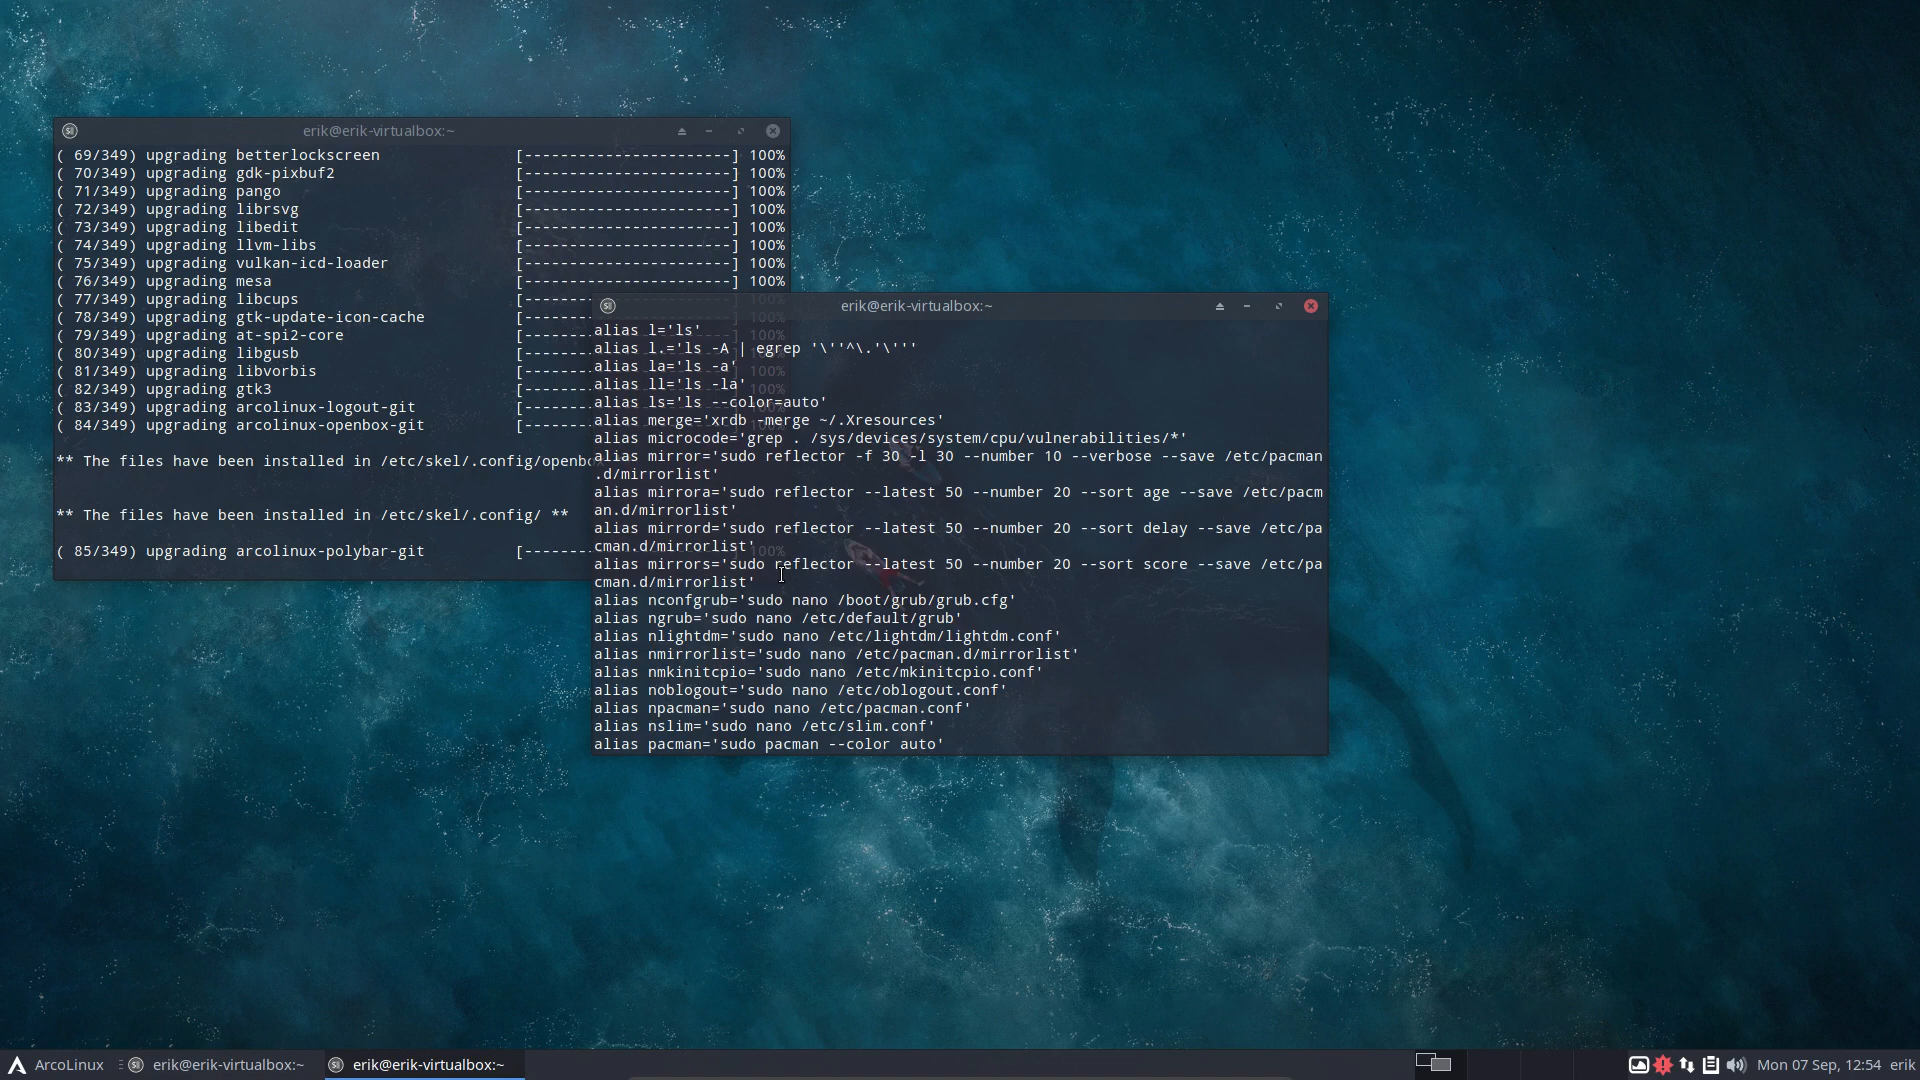 erik@erik-virtualbox:~
( 69/349) upgrading betterlockscreen [-----------------------] 100%
( 70/349) upgrading gdk-pixbuf2 [-----------------------] 100%
( 71/349) upgrading pango [-----------------------] 100%
( 72/349) upgrading librsvg [-----------------------] 100%
( 73/349) upgrading libedit [-----------------------] 100%
( 74/349) upgrading llvm-libs [-----------------------] 100%
( 75/349) upgrading vulkan-icd-loader [-----------------------] 100%
( 76/349) upgrading mesa [-----------------------] 100%
( 77/349) upgrading libcups [-------- 100%
( 78/349) upgrading gtk-update-icon-cache [-------- 100%
( 79/349) upgrading at-spi2-core [-------- 100%
( 80/349) upgrading libgusb [-------- 100%
( 81/349) upgrading libvorbis [-------- 100%
( 82/349) upgrading gtk3 [-------- 100%
( 83/349) upgrading arcolinux-logout-git [-------- 100%
( 84/349) upgrading arcolinux-openbox-git [--------
** The files have been installed in /etc/skel/.config/openbo
** The files have been installed in /etc/skel/.config/ **
( 85/349) upgrading arcolinux-polybar-git [-------- 100%
erik@erik-virtualbox:~
alias l='ls'
alias l.='ls -A | egrep '\''^\.'\'''
alias la='ls -a'
alias ll='ls -la'
alias ls='ls --color=auto'
alias merge='xrdb -merge ~/.Xresources'
alias microcode='grep . /sys/devices/system/cpu/vulnerabilities/*'
alias mirror='sudo reflector -f 30 -l 30 --number 10 --verbose --save /etc/pacman
.d/mirrorlist'
alias mirrora='sudo reflector --latest 50 --number 20 --sort age --save /etc/pacm
an.d/mirrorlist'
alias mirrord='sudo reflector --latest 50 --number 20 --sort delay --save /etc/pa
cman.d/mirrorlist'
alias mirrors='sudo reflector --latest 50 --number 20 --sort score --save /etc/pa
cman.d/mirrorlist'
alias nconfgrub='sudo nano /boot/grub/grub.cfg'
alias ngrub='sudo nano /etc/default/grub'
alias nlightdm='sudo nano /etc/lightdm/lightdm.conf'
alias nmirrorlist='sudo nano /etc/pacman.d/mirrorlist'
alias nmkinitcpio='sudo nano /etc/mkinitcpio.conf'
alias noblogout='sudo nano /etc/oblogout.conf'
alias npacman='sudo nano /etc/pacman.conf'
alias nslim='sudo nano /etc/slim.conf'
alias pacman='sudo pacman --color auto'
ArcoLinux erik@erik-virtualbox:~ erik@erik-virtualbox:~ Mon 07 Sep, 12:54 erik